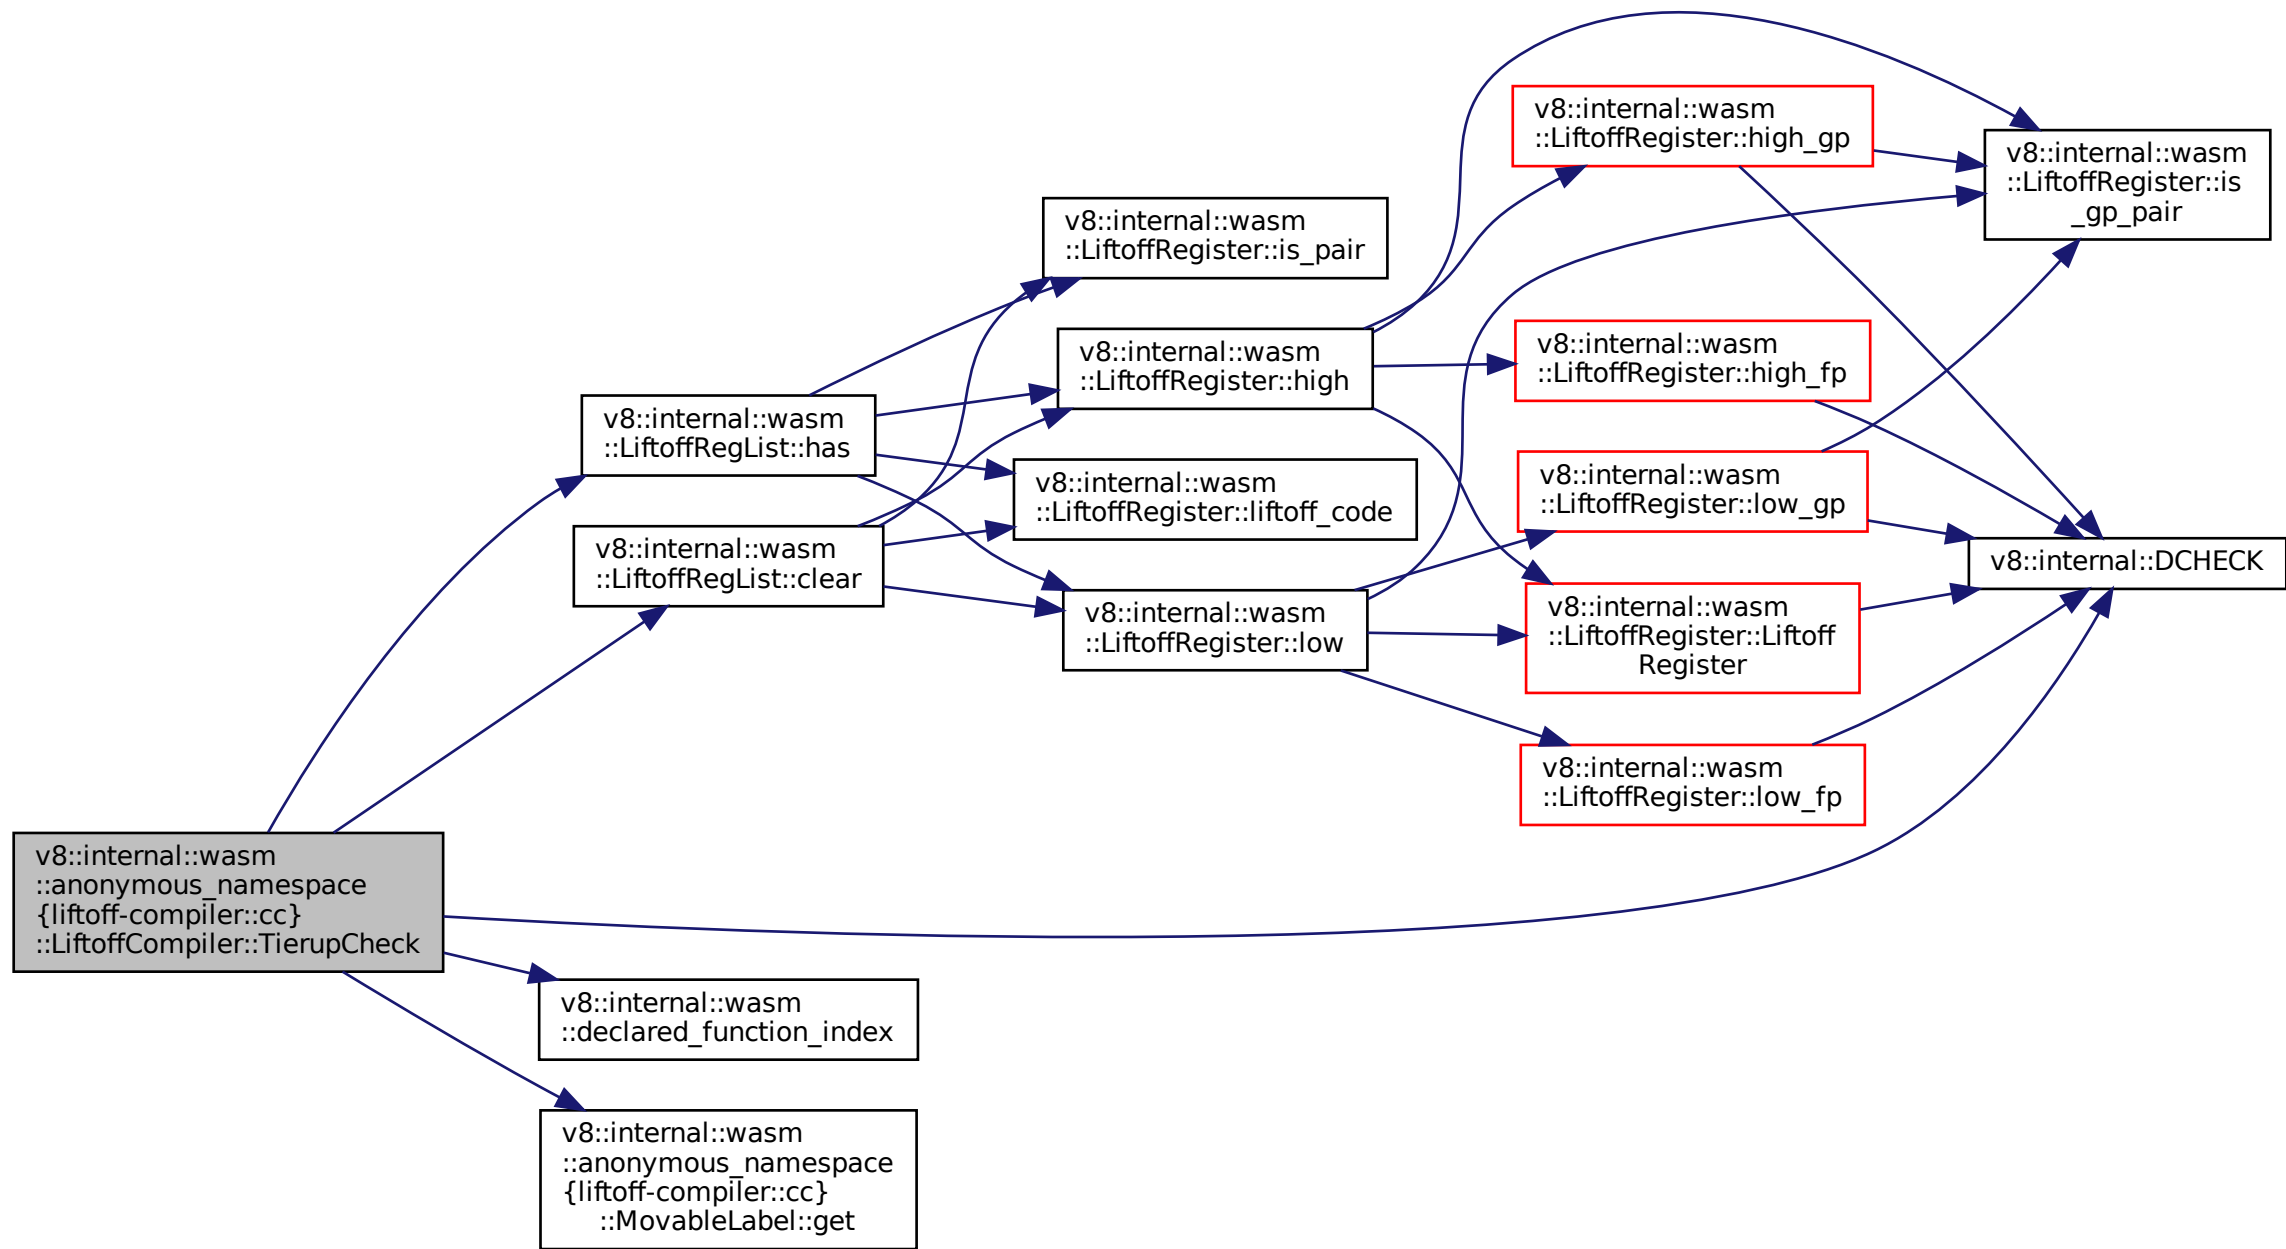 v8::internal::wasm
::anonymous_namespace
{liftoff-compiler::cc}
::LiftoffCompiler::TierupCheck
v8::internal::wasm
::LiftoffRegList::has
v8::internal::wasm
::LiftoffRegList::clear
v8::internal::wasm
::declared_function_index
v8::internal::wasm
::anonymous_namespace
{liftoff-compiler::cc}
::MovableLabel::get
v8::internal::wasm
::LiftoffRegister::is_pair
v8::internal::wasm
::LiftoffRegister::high
v8::internal::wasm
::LiftoffRegister::liftoff_code
v8::internal::wasm
::LiftoffRegister::low
v8::internal::wasm
::LiftoffRegister::high_gp
v8::internal::wasm
::LiftoffRegister::high_fp
v8::internal::wasm
::LiftoffRegister::low_gp
v8::internal::wasm
::LiftoffRegister::Liftoff
Register
v8::internal::wasm
::LiftoffRegister::low_fp
v8::internal::wasm
::LiftoffRegister::is
_gp_pair
v8::internal::DCHECK